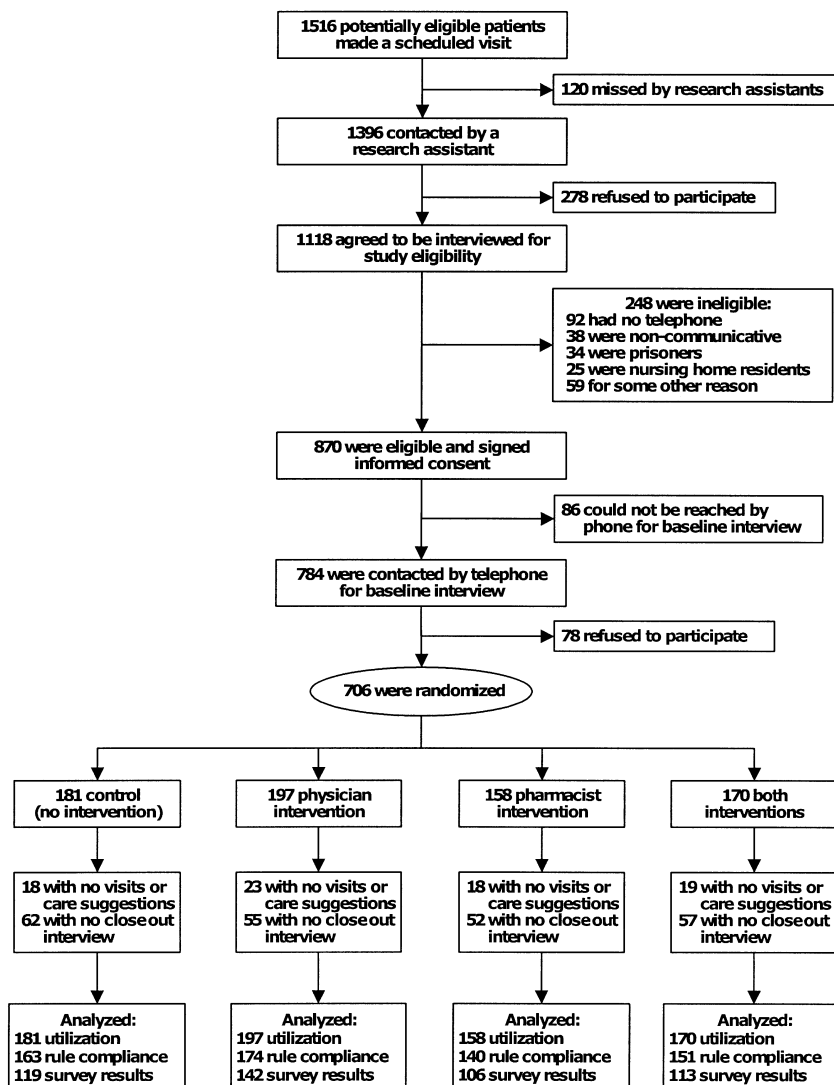 1516 potentially eligible patients
made a scheduled visit
120 missed by research assistants
1396 contacted by a
research assistant
278 refused to participate
1118 agreed to be interviewed for
study eligibility
248 were ineligible:
92 had no telephone
38 were non-communicative
34 were prisoners
25 were nursing home residents
59 for some other reason
870 were eligible and signed
informed consent
86 could not be reached by
phone for baseline interview
784 were contacted by telephone
for baseline interview
78 refused to participate
706 were randomized
181 control
(no intervention)
197 physician
intervention
158 pharmacist
intervention
170 both
interventions
18 with no visits or
care suggestions
62 with no closeout
interview
23 with no visits or
care suggestions
55 with no closeout
interview
18 with no visits or
care suggestions
52 with no closeout
interview
19 with no visits or
care suggestions
57 with no closeout
interview
Analyzed:
181 utilization
163 rule compliance
119 survey results
Analyzed:
197 utilization
174 rule compliance
142 survey results
Analyzed:
158 utilization
140 rule compliance
106 survey results
Analyzed:
170 utilization
151 rule compliance
113 survey results